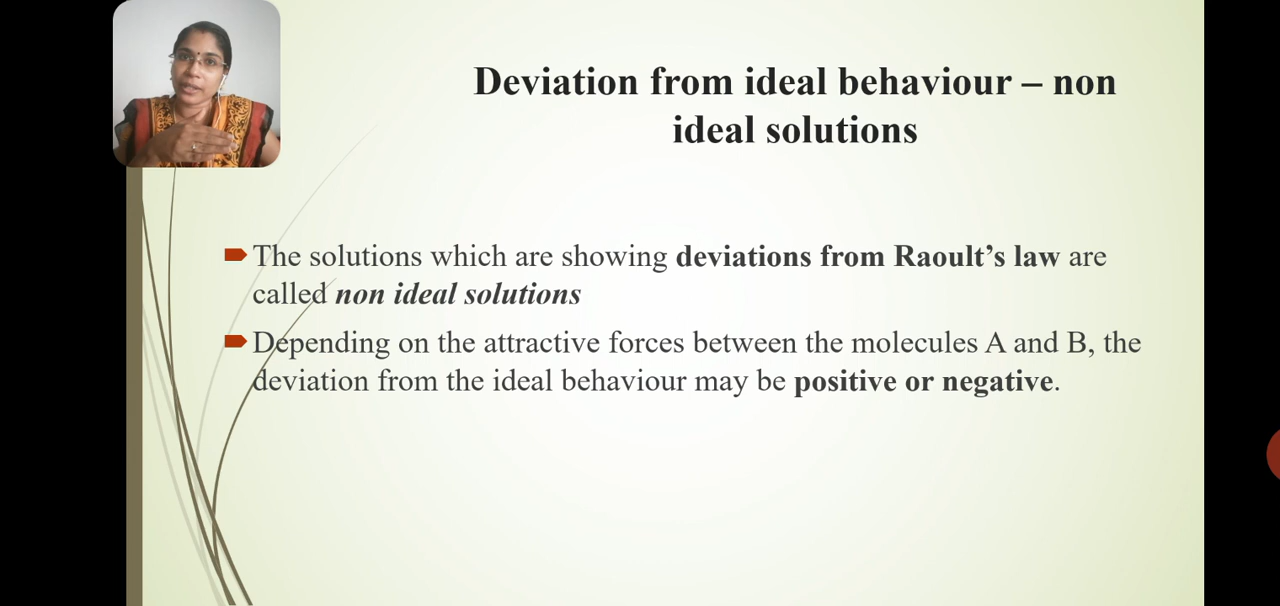 Deviation from ideal behaviour – non
ideal solutions
The solutions which are showing deviations from Raoult’s law are
called non ideal solutions
Depending on the attractive forces between the molecules A and B, the
deviation from the ideal behaviour may be positive or negative.